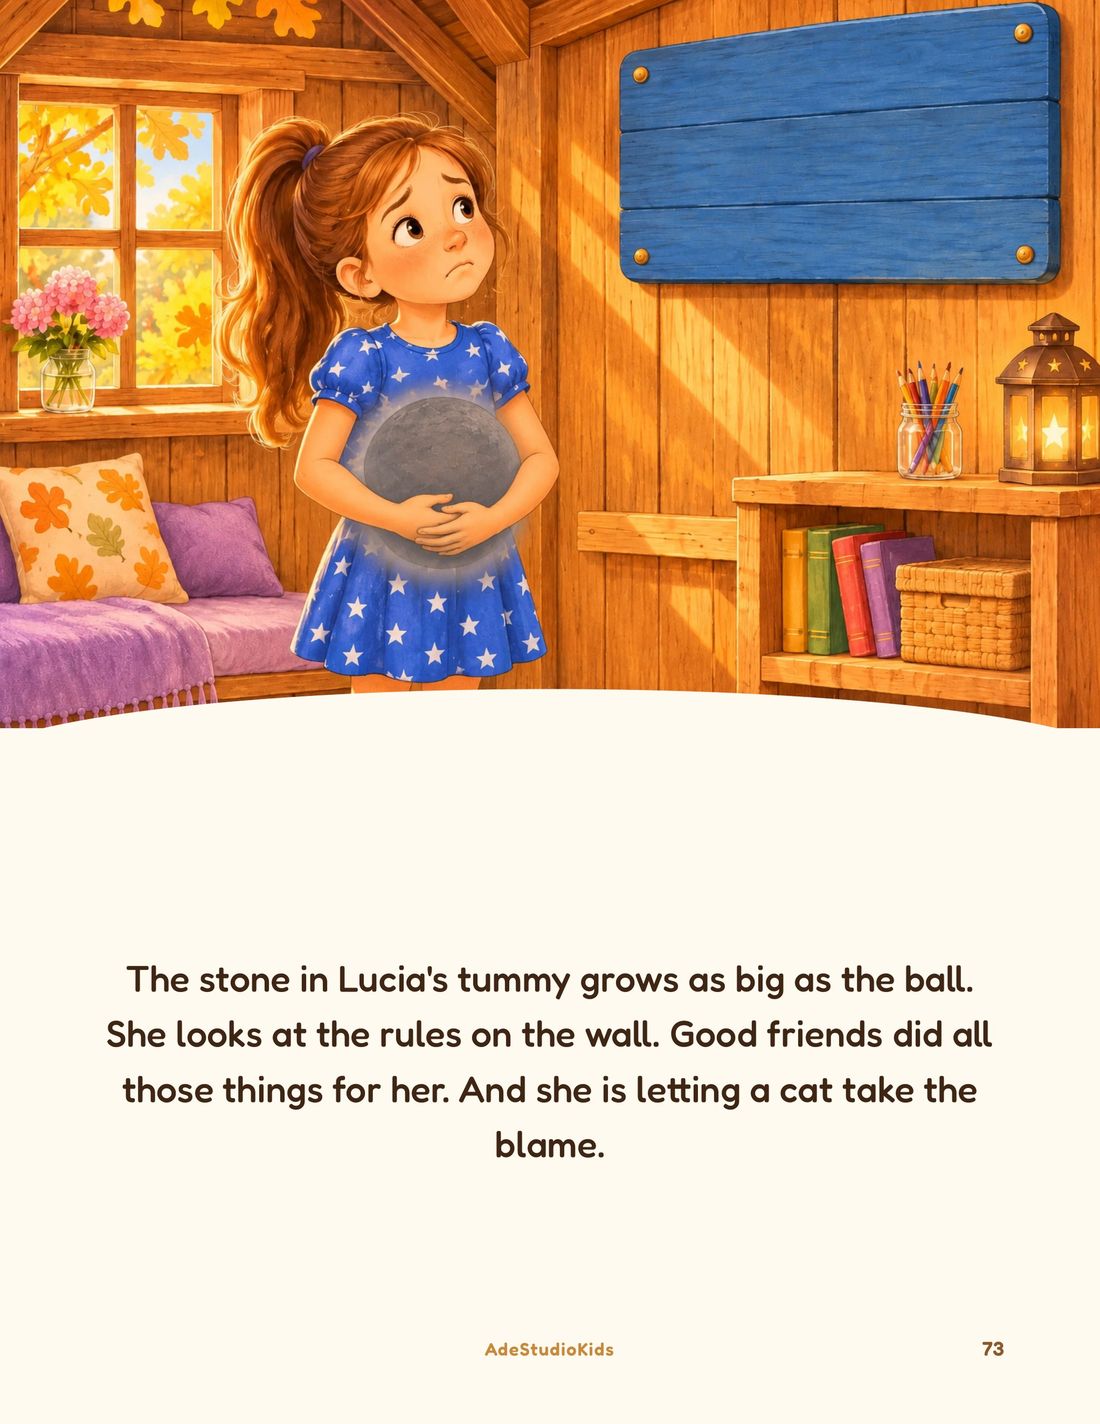 The stone in Lucia's tummy grows as big as the ball.
She looks at the rules on the wall. Good friends did all
those things for her. And she is letting a cat take the
blame.
AdeStudioKids
73